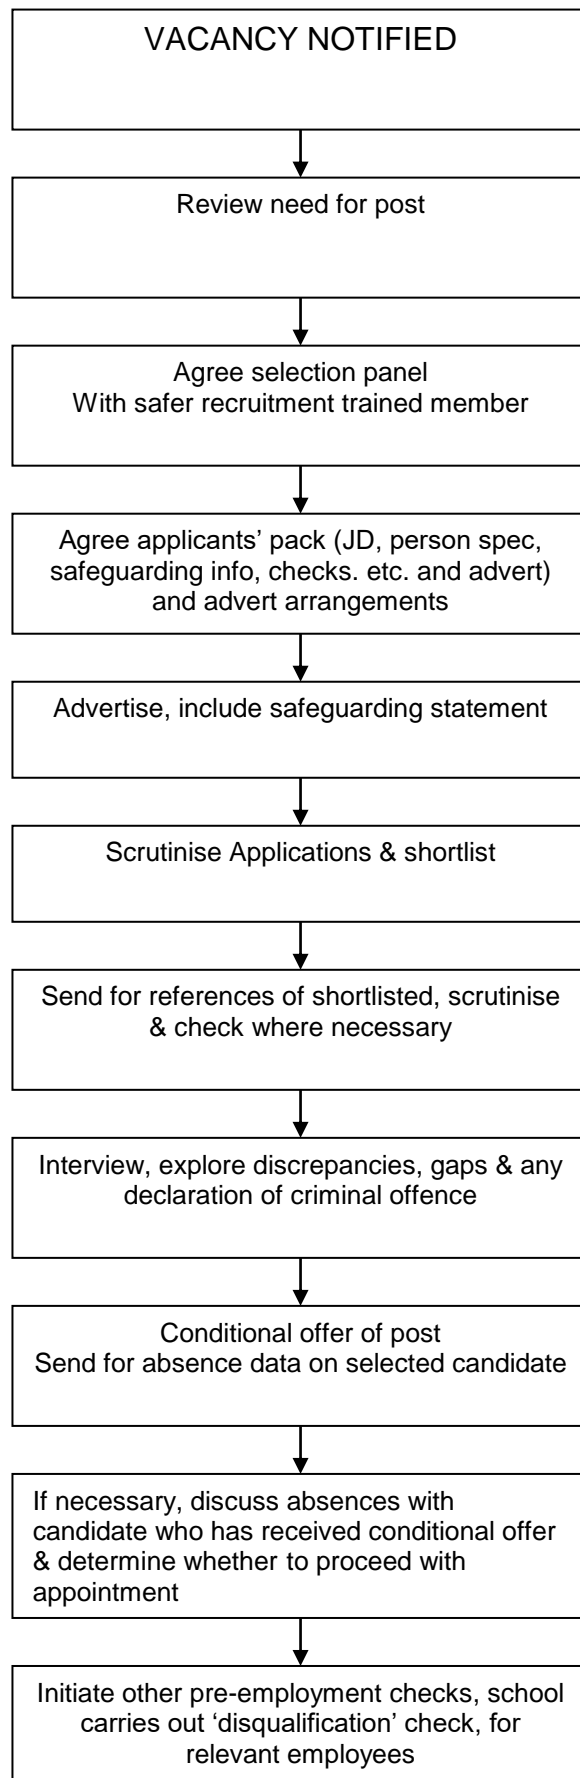 VACANCY NOTIFIED
Review need for post
Agree selection panel
With safer recruitment trained member
Agree applicants’ pack (JD, person spec,
safeguarding info, checks. etc. and advert)
and advert arrangements
Advertise, include safeguarding statement
Scrutinise Applications & shortlist
Send for references of shortlisted, scrutinise
& check where necessary
Interview, explore discrepancies, gaps & any
declaration of criminal offence
Conditional offer of post
Send for absence data on selected candidate
If necessary, discuss absences with
candidate who has received conditional offer
& determine whether to proceed with
appointment
Initiate other pre-employment checks, school
carries out ‘disqualification’ check, for
relevant employees